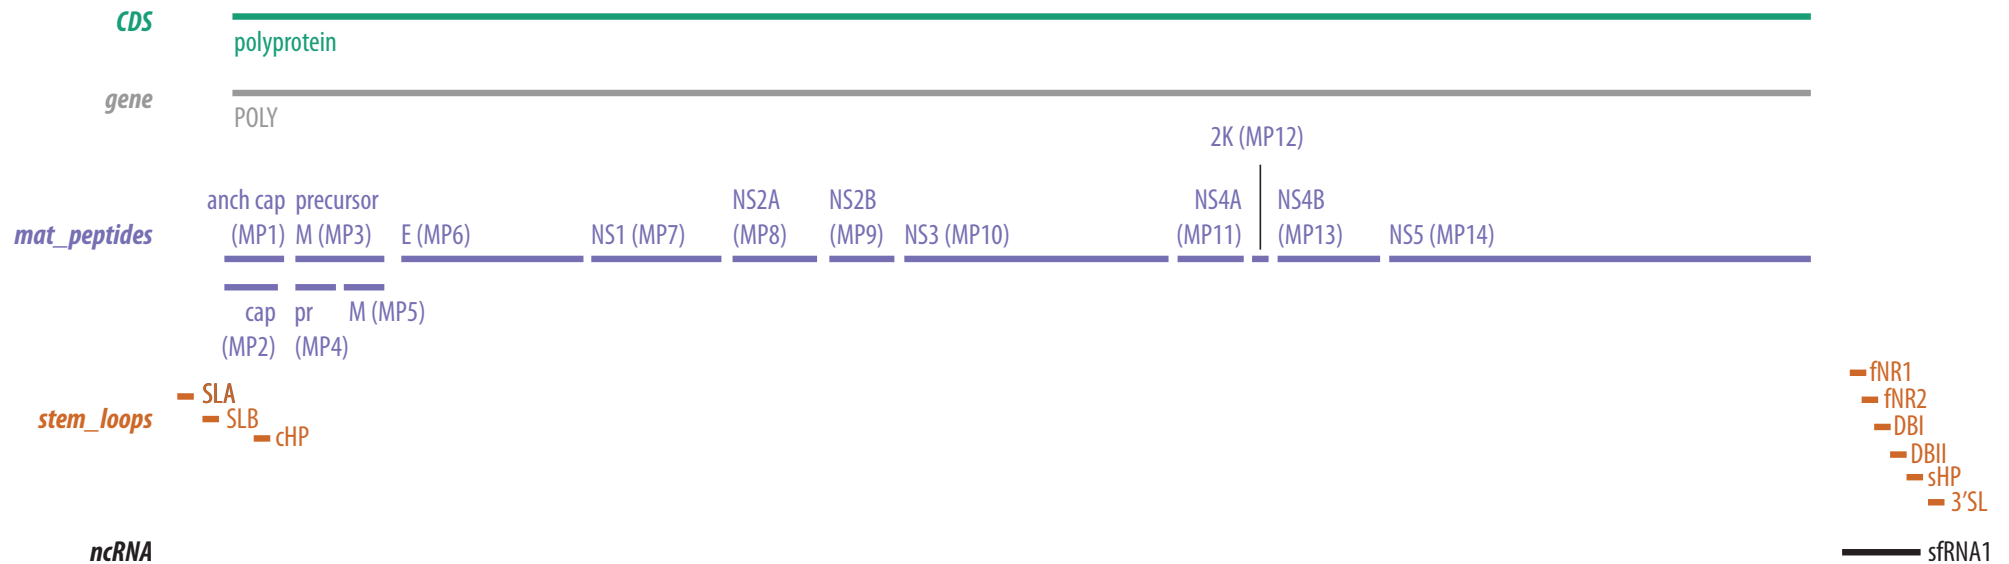 CDS
polyprotein
gene
POLY
2K (MP12)
anch cap precursor NS2A NS2B NS4A NS4B
mat_peptides (MP1) M (MP3) E (MP6) NS1 (MP7) (MP8) (MP9) NS3 (MP10) (MP11) (MP13) NS5 (MP14)
cap pr M (MP5)
(MP2) (MP4)
fNR1
SLA fNR2
stem_loops SLB DBI
cHP DBII
sHP
3'SL
ncRNA sfRNA1